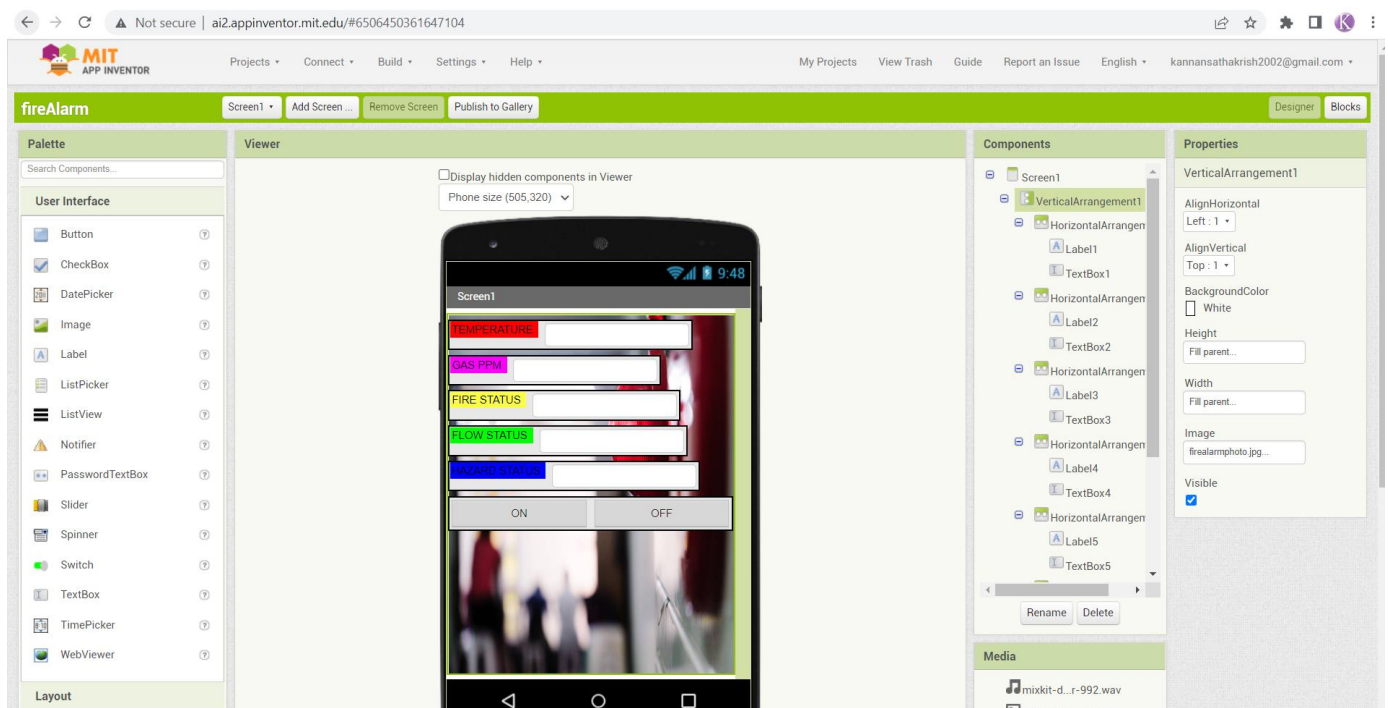 Not secure | ai2.appinventor.mit.edu/#6506450361647104
K
MIT
APP INVENTOR
Projects Connect Build Settings Help My Projects View Trash Guide Report an Issue English kannansathakrish2002@gmail.com
fireAlarm Screen1 Add Screen ... Remove Screen Publish to Gallery Designer Blocks
Palette
Search Components...
User Interface
Button
CheckBox
DatePicker
Image
Label
ListPicker
ListView
Notifier
PasswordTextBox
Slider
Spinner
Switch
TextBox
TimePicker
WebViewer
Layout
Viewer
Display hidden components in Viewer
Phone size (505,320)
9:48
Screen1
TEMPERATURE
GAS PPM
FIRE STATUS
FLOW STATUS
HAZARD STATUS
ON OFF
Components
Screen1
VerticalArrangement1
HorizontalArrangem
Label1
TextBox1
HorizontalArrangem
Label2
TextBox2
HorizontalArrangem
Label3
TextBox3
HorizontalArrangem
Label4
TextBox4
HorizontalArrangem
Label5
TextBox5
Rename Delete
Media
mixkit-d...r-992.wav
Properties
VerticalArrangement1
AlignHorizontal
Left : 1
AlignVertical
Top : 1
BackgroundColor
White
Height
Fill parent...
Width
Fill parent...
Image
firealarmphoto.jpg...
Visible